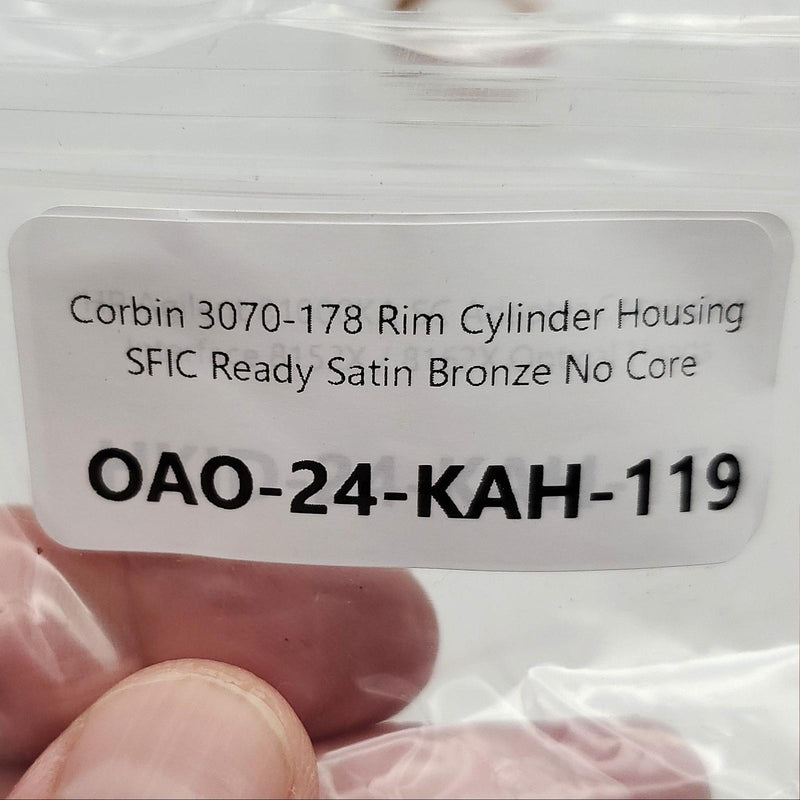 Corbin 3070-178 Rim Cylinder Housing
SFIC Ready Satin Bronze No Core
OAO-24-KAH-119